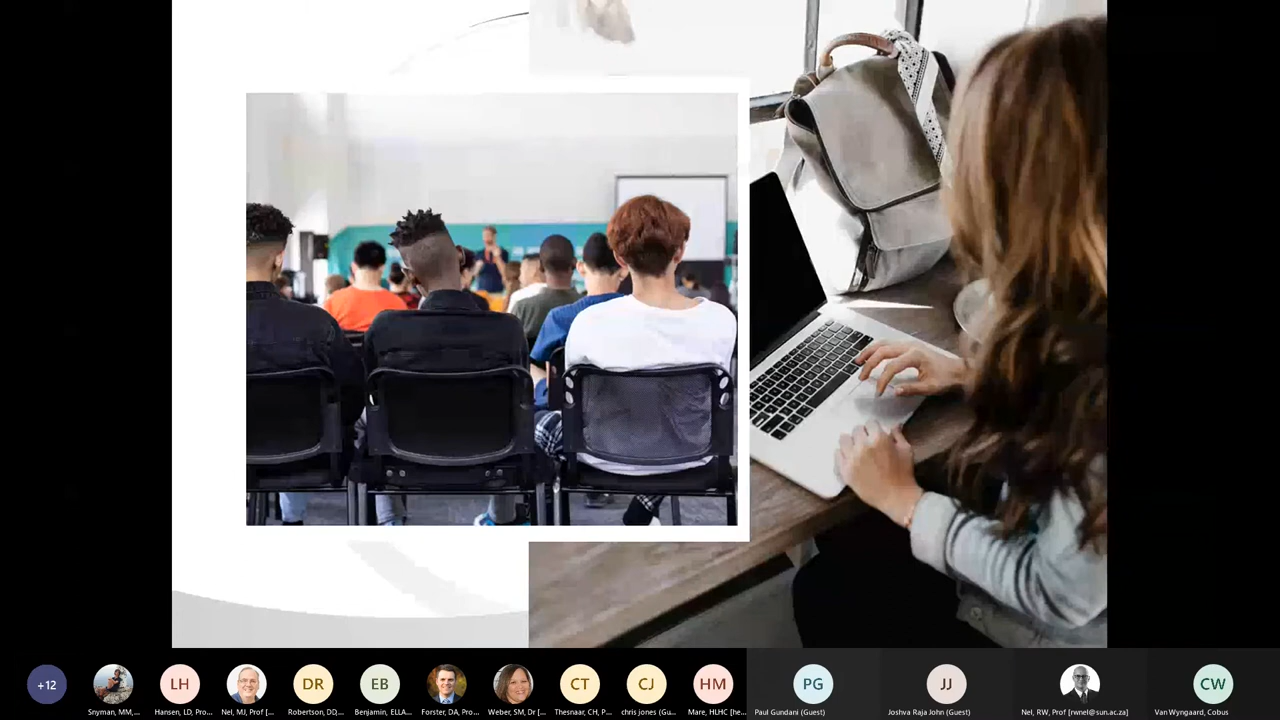 +12
Snyman, MM,...
LH
Hansen, LD, Pro...
Nel, MJ, Prof [...
DR
Robertson, DD,...
EB
Benjamin, ELLA...
Forster, DA, Pro...
Weber, SM, Dr [...
CT
Thesnaar, CH, P...
CJ
chris jones (Gu...
HM
Mare, HLHC [he...
PG
Paul Gundani (Guest)
JJ
Joshva Raja John (Guest)
Nel, RW, Prof [rwnel@sun.ac.za]
CW
Van Wyngaard, Cobus